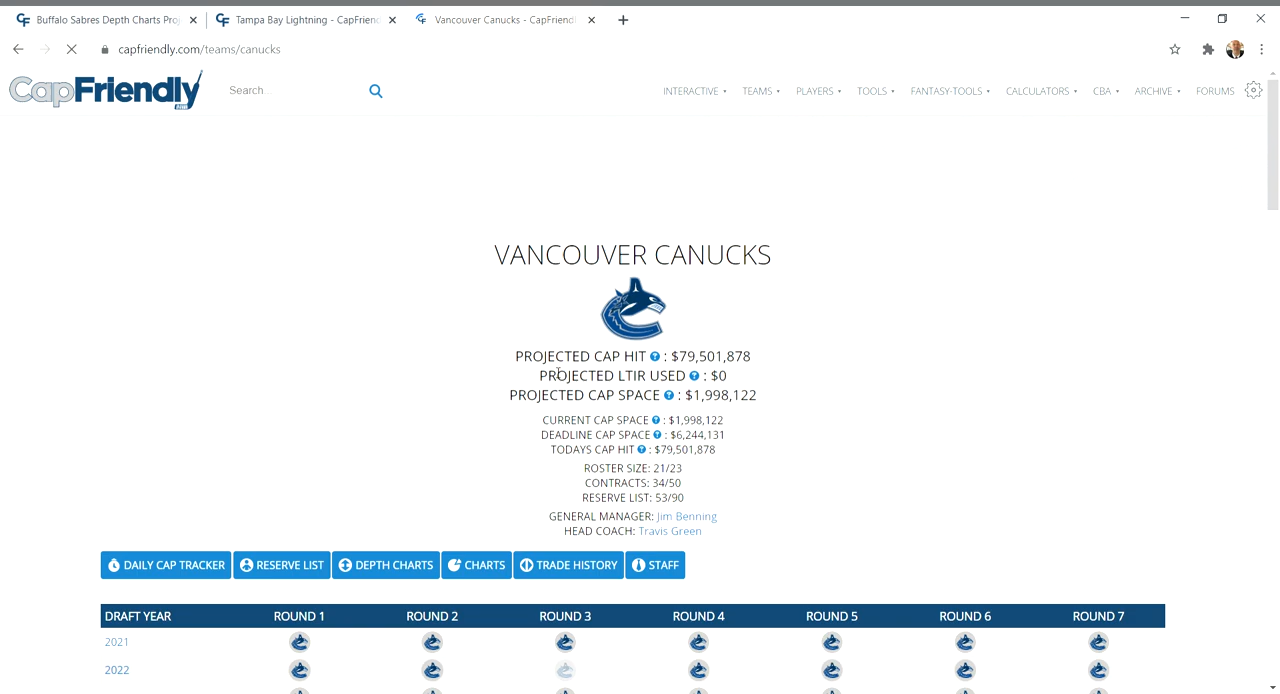 Buffalo Sabres Depth Charts Proj
Tampa Bay Lightning - CapFriend
Vancouver Canucks - CapFriendl
capfriendly.com/teams/canucks
CapFriendly
Search...
INTERACTIVE
TEAMS
PLAYERS
TOOLS
FANTASY-TOOLS
CALCULATORS
CBA
ARCHIVE
FORUMS
VANCOUVER CANUCKS
PROJECTED CAP HIT ? : $79,501,878
PROJECTED LTIR USED ? : $0
PROJECTED CAP SPACE ? : $1,998,122
CURRENT CAP SPACE ? : $1,998,122
DEADLINE CAP SPACE ? : $6,244,131
TODAYS CAP HIT ? : $79,501,878
ROSTER SIZE: 21/23
CONTRACTS: 34/50
RESERVE LIST: 53/90
GENERAL MANAGER: Jim Benning
HEAD COACH: Travis Green
DAILY CAP TRACKER
RESERVE LIST
DEPTH CHARTS
CHARTS
TRADE HISTORY
STAFF
DRAFT YEAR ROUND 1 ROUND 2 ROUND 3 ROUND 4 ROUND 5 ROUND 6 ROUND 7
2021
2022